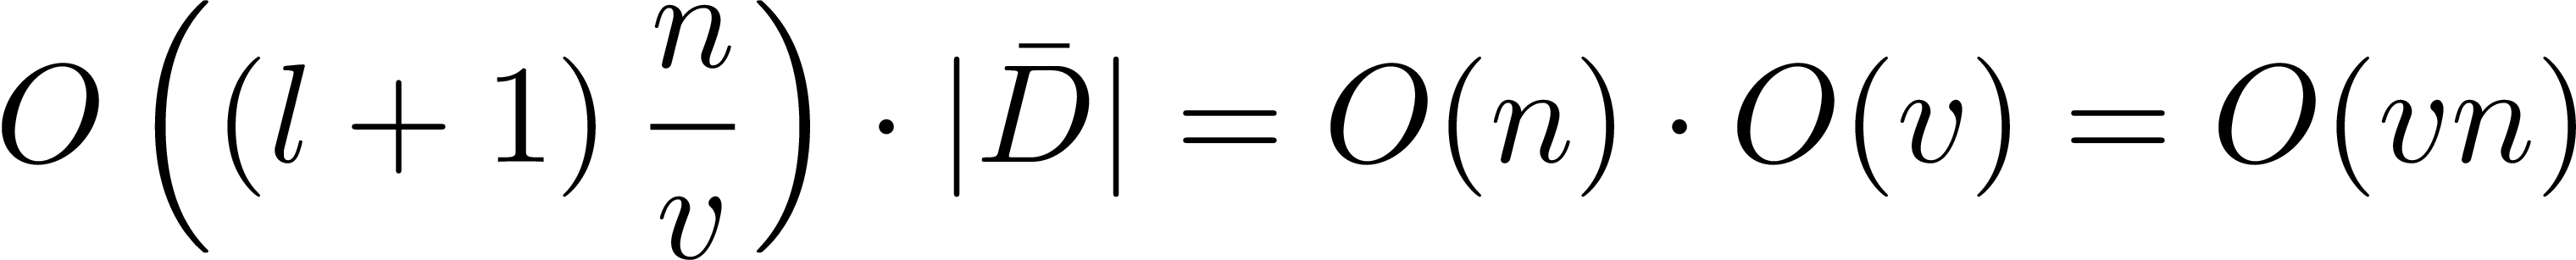 $O\left((l+1)\frac{n}{v}\right) \cdot |\bar{D}| = O(n) \cdot O(v) = O(vn)$